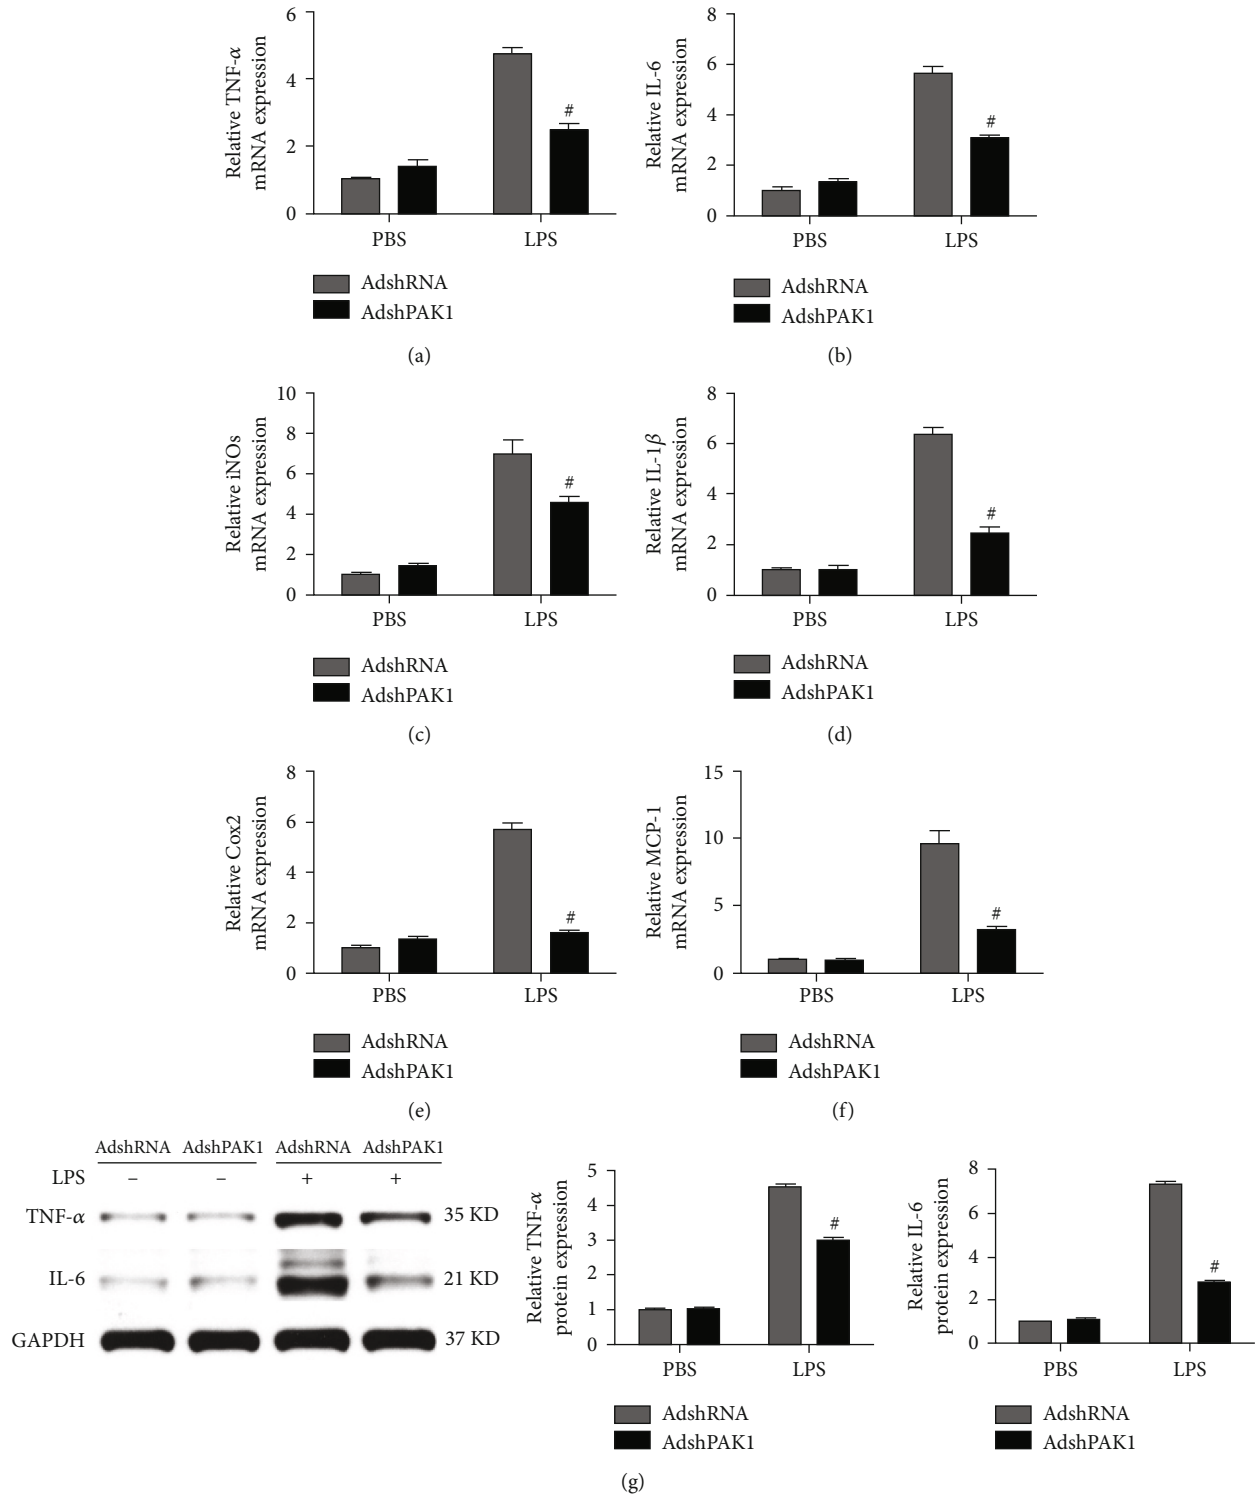 Relative TNF-α
mRNA expression
6
4
2
0
#
PBS
LPS
AdshRNA
AdshPAK1
(a)
Relative IL-6
mRNA expression
8
6
4
2
0
#
PBS
LPS
AdshRNA
AdshPAK1
(b)
Relative iNOs
mRNA expression
10
8
6
4
2
0
#
PBS
LPS
AdshRNA
AdshPAK1
(c)
Relative IL-1β
mRNA expression
8
6
4
2
0
#
PBS
LPS
AdshRNA
AdshPAK1
(d)
Relative Cox2
mRNA expression
8
6
4
2
0
#
PBS
LPS
AdshRNA
AdshPAK1
(e)
Relative MCP-1
mRNA expression
15
10
5
0
#
PBS
LPS
AdshRNA
AdshPAK1
(f)
AdshRNA AdshPAK1 AdshRNA AdshPAK1
LPS – – + +
TNF-α 35 KD
IL-6 21 KD
GAPDH 37 KD
Relative TNF-α
protein expression
5
4
3
2
1
0
#
PBS
LPS
AdshRNA
AdshPAK1
Relative IL-6
protein expression
8
6
4
2
0
#
PBS
LPS
AdshRNA
AdshPAK1
(g)